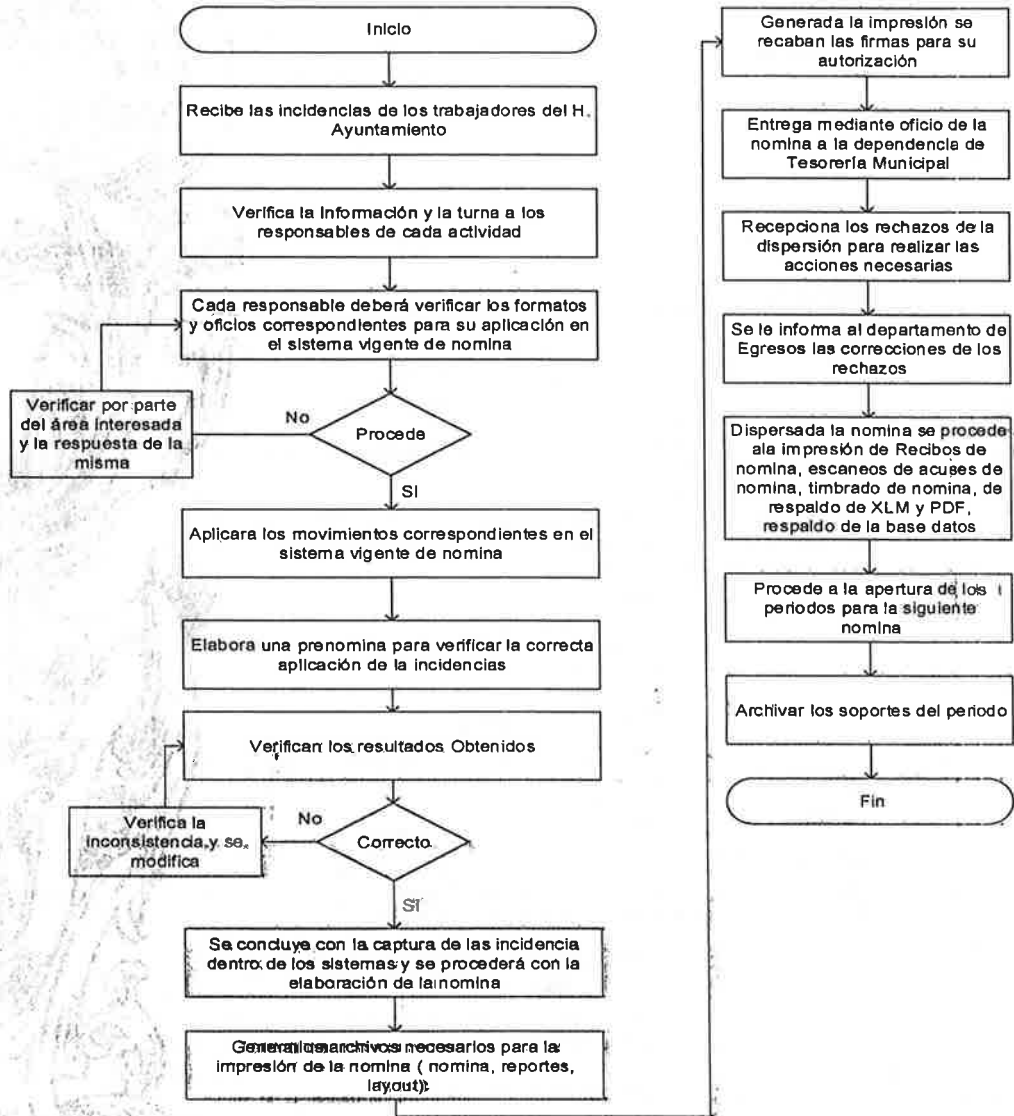 Inicio
Recibe las incidencias de los trabajadores del H.
Ayuntamiento
Verifica la Información y la turna a los
responsables de cada actividad
Cada responsable deberá verificar los formatos
y oficios correspondientes para su aplicación en
el sistema vigente de nomina
Verificar por parte
del área interesada
y la respuesta de la
misma
No
Procede
SI
Aplicara los movimientos correspondientes en el
sistema vigente de nomina
Elabora una prenomina para verificar la correcta
aplicación de la incidencias
Verifican los resultados Obtenidos
Verifica la
inconsistencia y se
modifica
No
Correcto
SI
Se concluye con la captura de las incidencia
dentro de los sistemas y se procederá con la
elaboración de la nomina
archivos necesarios para la
impresión de la nomina ( nomina, reportes,
layout)
Generada la impresión se
recaban las firmas para su
autorización
Entrega mediante oficio de la
nomina a la dependencia de
Tesorería Municipal
Recepciona los rechazos de la
dispersión para realizar las
acciones necesarias
Se le informa al departamento de
Egresos las correcciones de los
rechazos
Dispersada la nomina se procede
ala impresión de Recibos de
nomina, escaneos de acuses de
nomina, timbrado de nomina, de
respaldo de XLM y PDF,
respaldo de la base datos
Procede a la apertura de los
periodos para la siguiente
nomina
Archivar los soportes del periodo
Fin